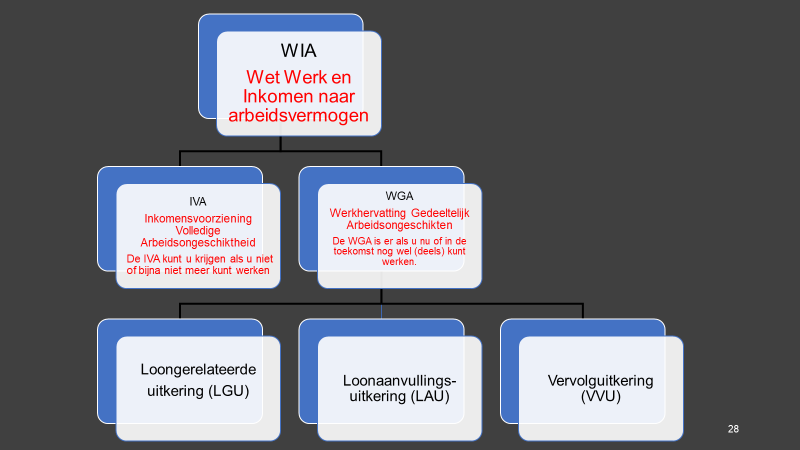 WIA
Wet Werk en
Inkomen naar
arbeidsvermogen
IVA
Inkomensvoorziening
Volledige
Arbeidsongeschiktheid
De IVA kunt u krijgen als u niet
of bijna niet meer kunt werken
WGA
Werkhervatting Gedeeltelijk
Arbeidsongeschikten
De WGA is er als u nu of in de
toekomst nog wel (deels) kunt
werken.
Loongerelateerde
uitkering (LGU)
Loonaanvullings-
uitkering (LAU)
Vervolguitkering
(VVU)
28